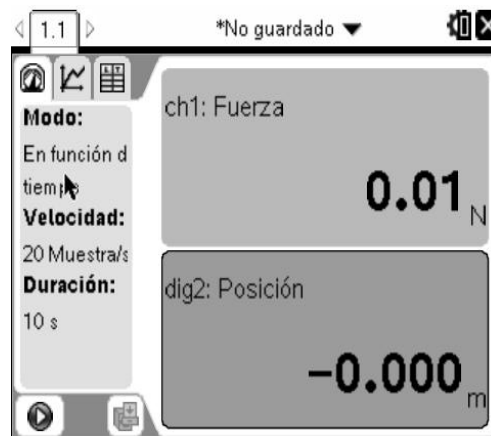 1.1
*No guardado
Modo:
En función d
tiempo
Velocidad:
20 Muestra/s
Duración:
10 s
ch1: Fuerza
0.01 N
dig2: Posición
-0.000 m